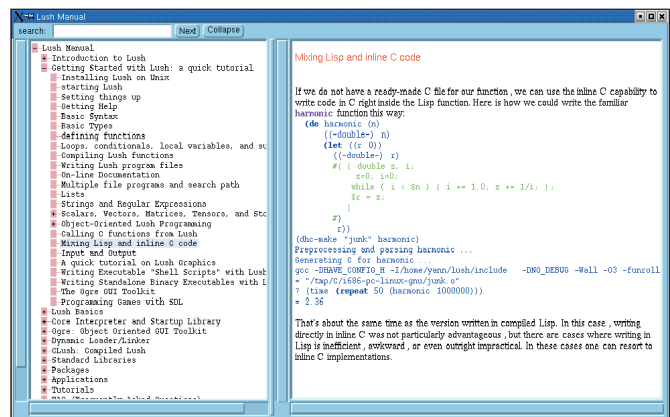 Lush Manual
search:
Next
Collapse
Lush Manual
Introduction to Lush
Getting Started with Lush: a quick tutorial
Installing Lush on Unix
starting Lush
Setting things up
Getting Help
Basic Syntax
Basic Types
defining functions
Loops, conditionals, local variables, and su
Compiling Lush functions
Writing Lush program files
On-line Documentation
Multiple file programs and search path
Lists
Strings and Regular Expressions
Scalars, Vectors, Matrices, Tensors, and Sto
Object-Oriented Lush Programming
Calling C functions from Lush
Mixing Lisp and inline C code
Input and Output
A quick tutorial on Lush Graphics
Writing Executable "Shell Scripts" with Lush
Writing Standalone Binary Executables with L
The Ogre GUI Toolkit
Programming Games with SDL
Lush Basics
Core Interpreter and Startup Library
Ogre: Object Oriented GUI Toolkit
Dynamic Loader/Linker
CLush: Compiled Lush
Standard Libraries
Packages
Applications
Tutorials
FAQ (Frequently Asked Questions)
Mixing Lisp and inline C code
If we do not have a ready-made C file for our function , we can use the inline C capability to
write code in C right inside the Lisp function. Here is how we could write the familiar
harmonic function this way:
(de harmonic (n)
((-double-) n)
(let ((r 0))
((-double-) r)
#{ { double z, i;
z=0; i=0;
while ( i < $n ) { i += 1.0; z += 1/i; };
$r = z;
}
#}
r))
(dhc-make "junk" harmonic)
Preprocessing and parsing harmonic ...
Generating C for harmonic ...
gcc -DHAVE_CONFIG_H -I/home/yann/lush/include -DNO_DEBUG -Wall -O3 -funroll
= "/tmp/C/i686-pc-linux-gnu/junk.o"
? (time (repeat 50 (harmonic 1000000)))
= 2.36
That's about the same time as the version written in compiled Lisp. In this case , writing
directly in inline C was not particularly advantageous , but there are cases where writing in
Lisp is inefficient , awkward , or even outright impractical. In these cases one can resort to
inline C implementations.